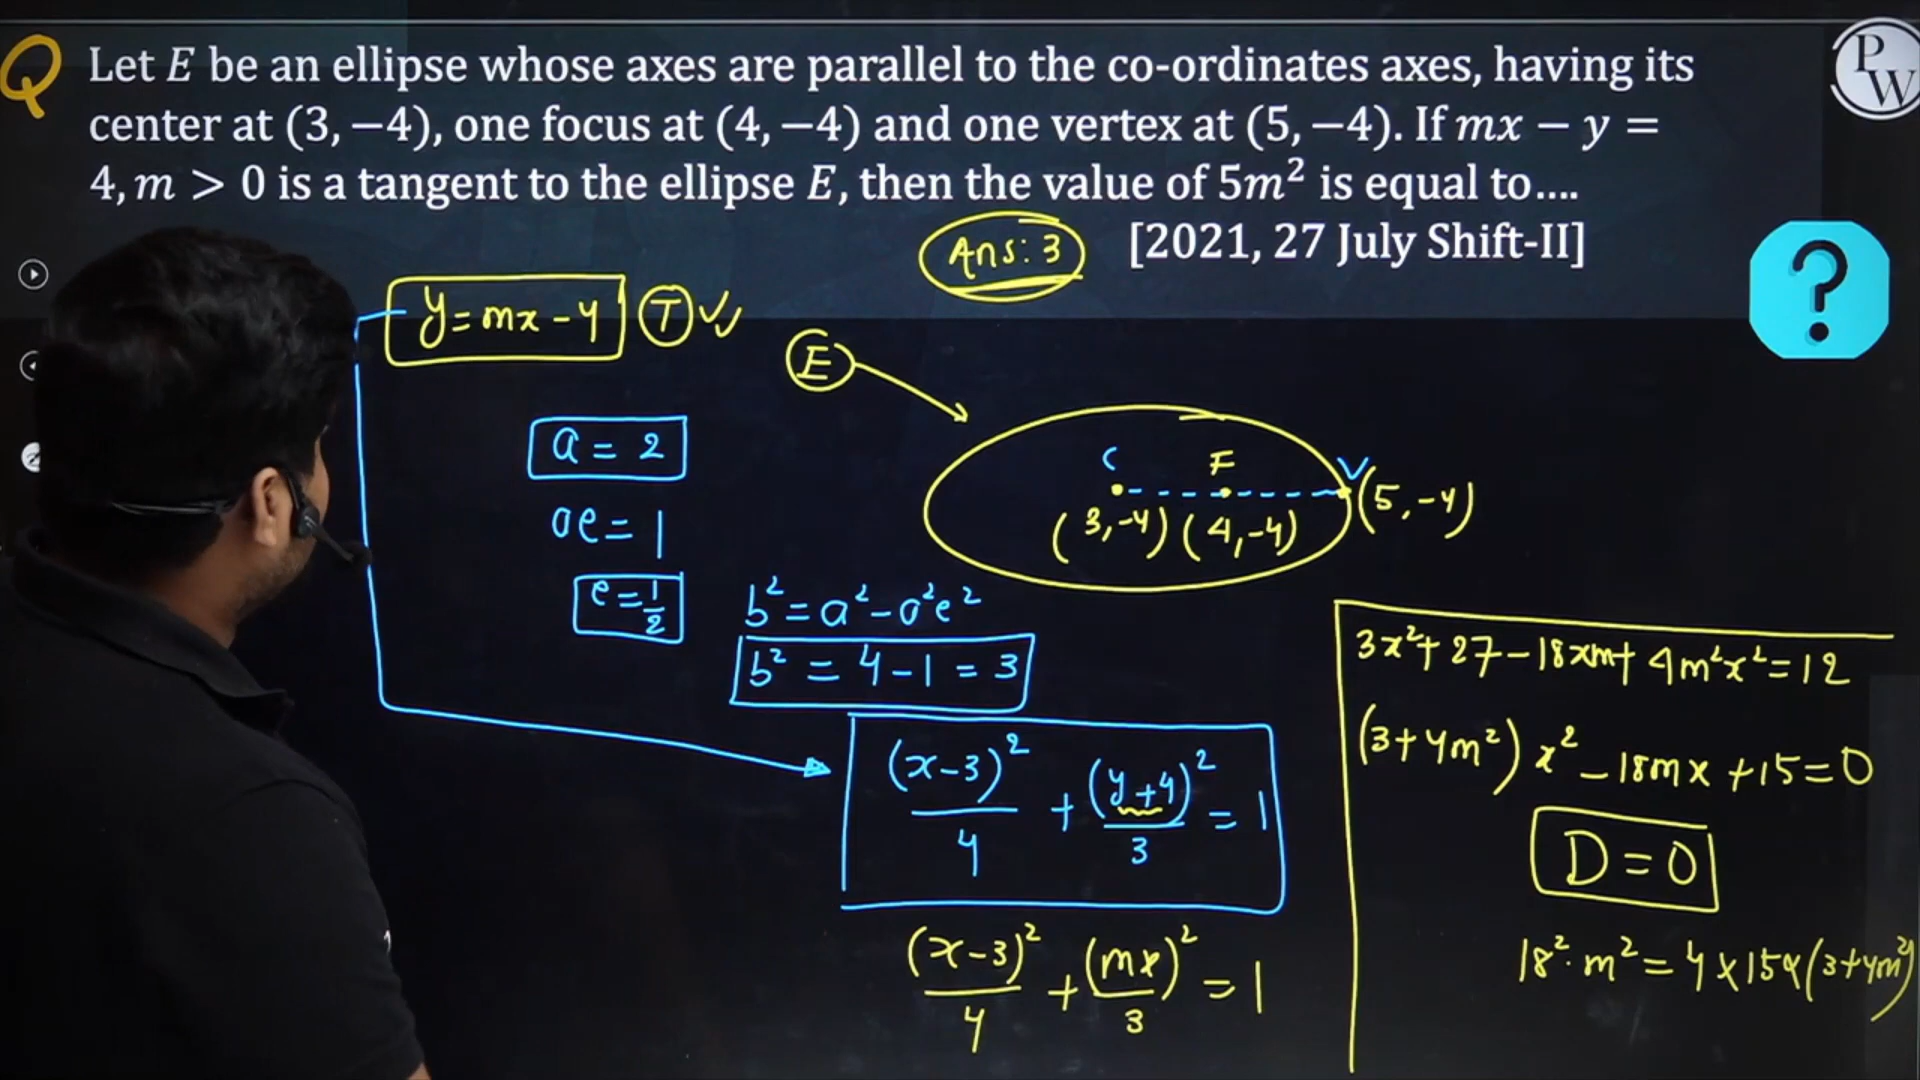 Q Let E be an ellipse whose axes are parallel to the co-ordinates axes, having its
center at (3, −4), one focus at (4, −4) and one vertex at (5, −4). If mx − y =
4, m > 0 is a tangent to the ellipse E, then the value of 5m² is equal to....
Ans: 3 [2021, 27 July Shift-II]
PW
?
y = mx - 4 T
E
a = 2
ae = 1
e = 1/2
C F V
(3,-4) (4,-4) (5,-4)
b² = a² - a²e²
b² = 4 - 1 = 3
(x-3)²/4 + (y+4)²/3 = 1
(x-3)²/4 + (mx)²/3 = 1
3x² + 27 - 18xm + 4m²x² = 12
(3+4m²) x² - 18mx + 15 = 0
D = 0
18² · m² = 4 × 15 × (3+4m²)